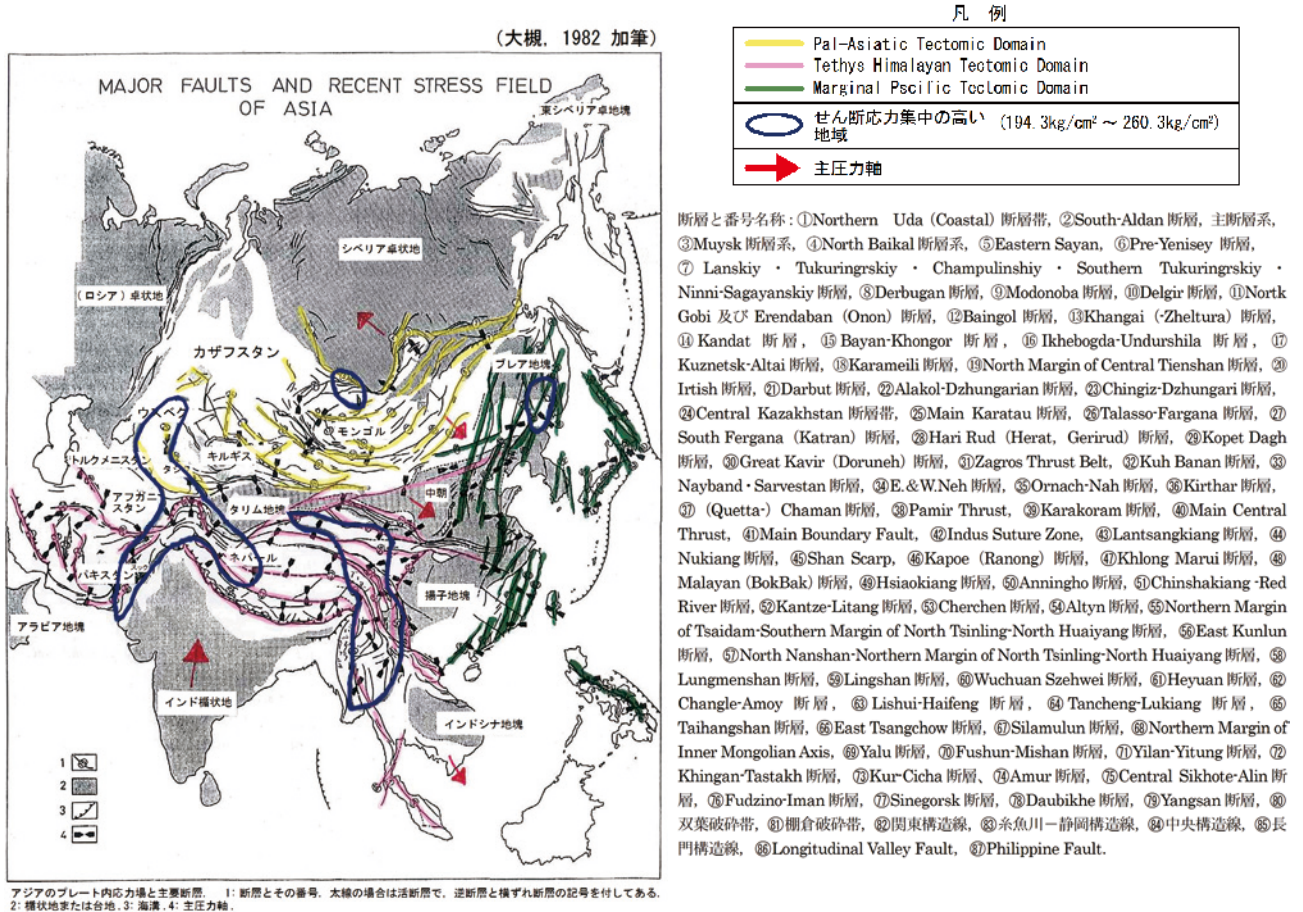 (大槻, 1982 加筆)
MAJOR FAULTS AND RECENT STRESS FIELD
OF ASIA
東シベリア卓地塊
シベリア卓状地
(ロシア)卓状地
カザフスタン
ブレア地塊
ウズベク
モンゴル
キルギス
トルクメニスタン
タジ
中朝
アフガニ
スタン
タリム地塊
ネパール
パキスタン
揚子地塊
アラビア地塊
インド楯状地
インドシナ地塊
1
2
3
4
アジアのプレート内応力場と主要断層. 1: 断層とその番号. 太線の場合は活断層で, 逆断層と横ずれ断層の記号を付してある.
2: 楯状地または台地. 3: 海溝. 4: 主圧力軸.
凡 例
Pal-Asiatic Tectomic Domain
Tethys Himalayan Tectomic Domain
Marginal Pscific Tectomic Domain
せん断応力集中の高い (194.3kg/cm² ~ 260.3kg/cm²)
地域
主圧力軸
断層と番号名称:①Northern Uda (Coastal) 断層帯, ②South-Aldan 断層, 主断層系,
③Muysk 断層系, ④North Baikal 断層系, ⑤Eastern Sayan, ⑥Pre-Yenisey 断層,
⑦ Lanskiy ・ Tukuringrskiy ・ Champulinshiy ・ Southern Tukuringrskiy ・
Ninni-Sagayanskiy 断層, ⑧Derbugan 断層, ⑨Modonoba 断層, ⑩Delgir 断層, ⑪Nortk
Gobi 及び Erendaban (Onon) 断層, ⑫Baingol 断層, ⑬Khangai (-Zheltura) 断層,
⑭ Kandat 断層, ⑮ Bayan-Khongor 断層, ⑯ Ikhebogda-Undurshila 断層, ⑰
Kuznetsk-Altai 断層, ⑱Karameili 断層, ⑲North Margin of Central Tienshan 断層, ⑳
Irtish 断層, ㉑Darbut 断層, ㉒Alakol-Dzhungarian 断層, ㉓Chingiz-Dzhungari 断層,
㉔Central Kazakhstan 断層帯, ㉕Main Karatau 断層, ㉖Talasso-Fargana 断層, ㉗
South Fergana (Katran) 断層, ㉘Hari Rud (Herat, Gerirud) 断層, ㉙Kopet Dagh
断層, ㉚Great Kavir (Doruneh) 断層, ㉛Zagros Thrust Belt, ㉜Kuh Banan 断層, ㉝
Nayband・Sarvestan 断層, ㉞E.&W.Neh 断層, ㉟Ornach-Nah 断層, ㊱Kirthar 断層,
㊲ (Quetta-) Chaman 断層, ㊳Pamir Thrust, ㊴Karakoram 断層, ㊵Main Central
Thrust, ㊶Main Boundary Fault, ㊷Indus Suture Zone, ㊸Lantsangkiang 断層, ㊹
Nukiang 断層, ㊺Shan Scarp, ㊻Kapoe (Ranong) 断層, ㊼Khlong Marui 断層, ㊽
Malayan (BokBak) 断層, ㊾Hsiaokiang 断層, ㊿Anningho 断層, 51Chinshakiang -Red
River 断層, 52Kantze-Litang 断層, 53Cherchen 断層, 54Altyn 断層, 55Northern Margin
of Tsaidam-Southern Margin of North Tsinling-North Huaiyang 断層, 56East Kunlun
断層, 57North Nanshan-Northern Margin of North Tsinling-North Huaiyang 断層, 58
Lungmenshan 断層, 59Lingshan 断層, 60Wuchuan Szehwei 断層, 61Heyuan 断層, 62
Changle-Amoy 断層, 63 Lishui-Haifeng 断層, 64 Tancheng-Lukiang 断層, 65
Taihangshan 断層, 66East Tsangchow 断層, 67Silamulun 断層, 68Northern Margin of
Inner Mongolian Axis, 69Yalu 断層, 70Fushun-Mishan 断層, 71Yilan-Yitung 断層, 72
Khingan-Tastakh 断層, 73Kur-Cicha 断層、 74Amur 断層, 75Central Sikhote-Alin 断
層, 76Fudzino-Iman 断層, 77Sinegorsk 断層, 78Daubikhe 断層, 79Yangsan 断層, 80
双葉破砕帯, 81棚倉破砕帯, 82関東構造線, 83糸魚川－静岡構造線, 84中央構造線, 85長
門構造線, 86Longitudinal Valley Fault, 87Philippine Fault.